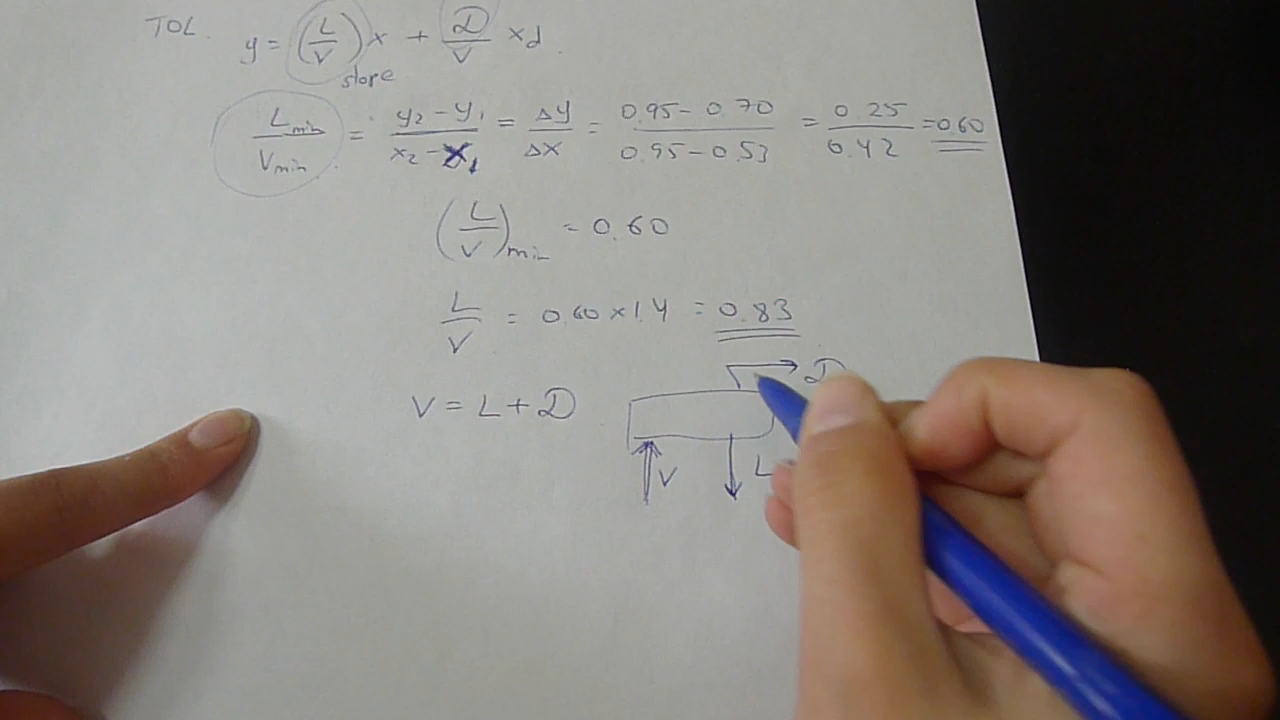 TOL. y = (L/V) x + D/V xd.
slope
Lmin/Vmin = y2 - y1/x2 - x1 = Δy/Δx = 0.95 - 0.70/0.95 - 0.53 = 0.25/0.42 = 0.60
(L/V)min = 0.60
L/V = 0.60 x 1.4 = 0.83
D
V = L + D
V L